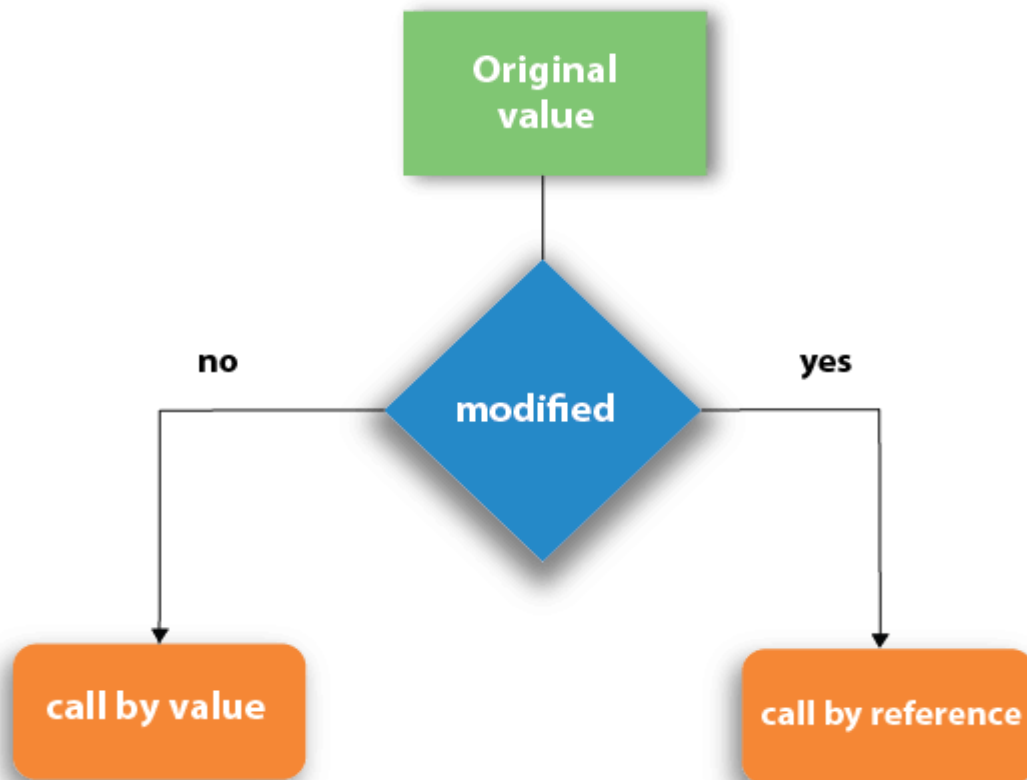 Original
value
no
yes
modified
call by value
call by reference